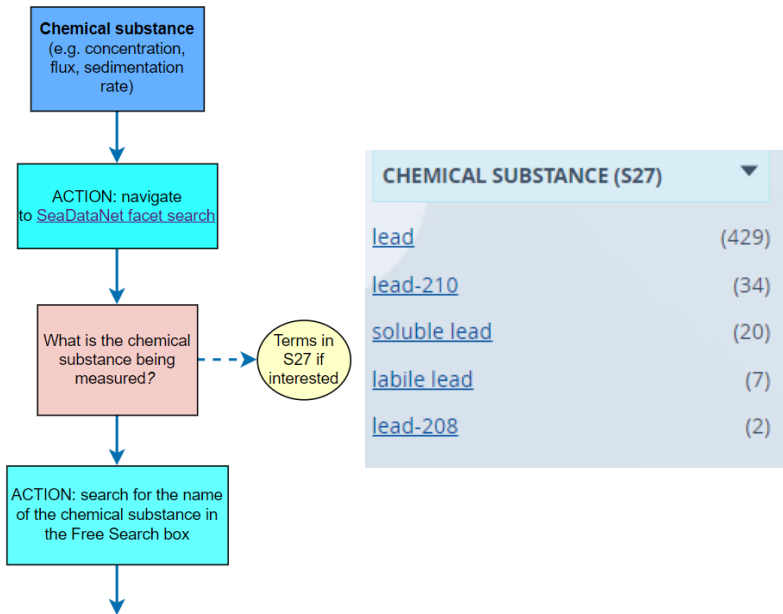 Chemical substance
(e.g. concentration,
flux, sedimentation
rate)
ACTION: navigate
to SeaDataNet facet search
What is the chemical
substance being
measured?
Terms in
S27 if
interested
ACTION: search for the name
of the chemical substance in
the Free Search box
CHEMICAL SUBSTANCE (S27)
lead (429)
lead-210 (34)
soluble lead (20)
labile lead (7)
lead-208 (2)